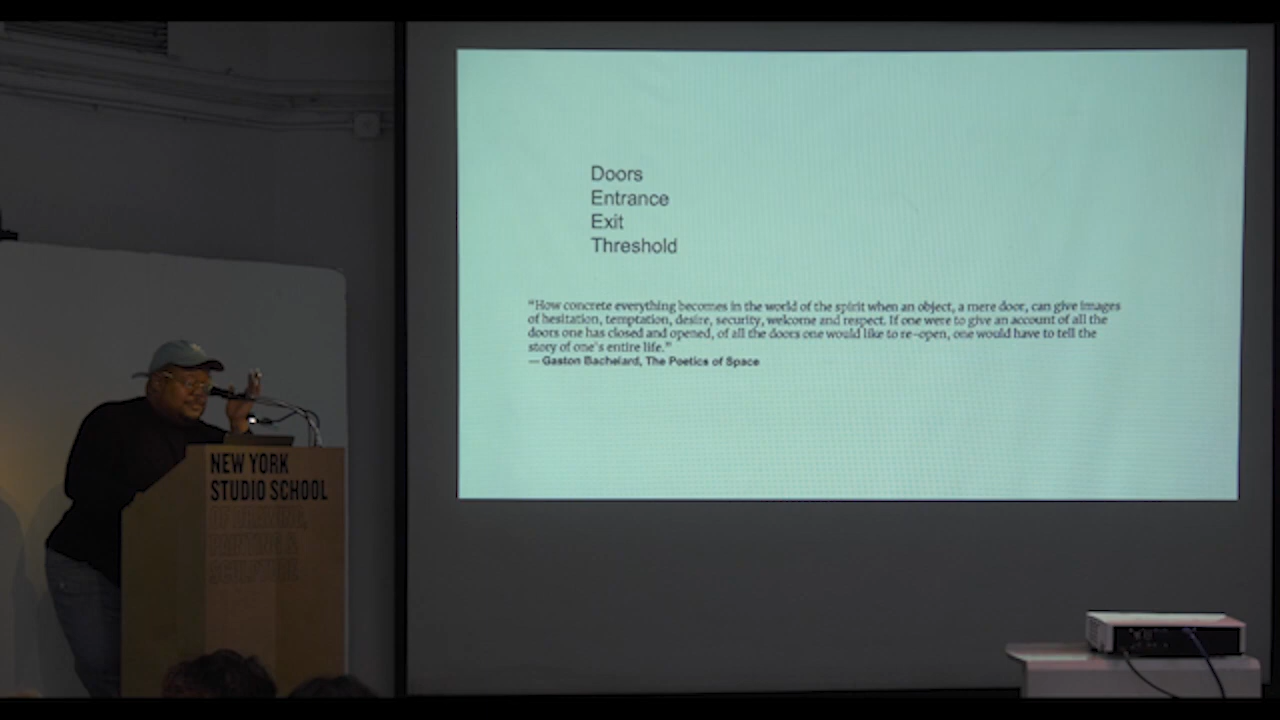 Doors
Entrance
Exit
Threshold
“How concrete everything becomes in the world of the spirit when an object, a mere door, can give images
of hesitation, temptation, desire, security, welcome and respect. If one were to give an account of all the
doors one has closed and opened, of all the doors one would like to re-open, one would have to tell the
story of one's entire life.”
— Gaston Bachelard, The Poetics of Space
NEW YORK
STUDIO SCHOOL
OF DRAWING,
PAINTING &
SCULPTURE